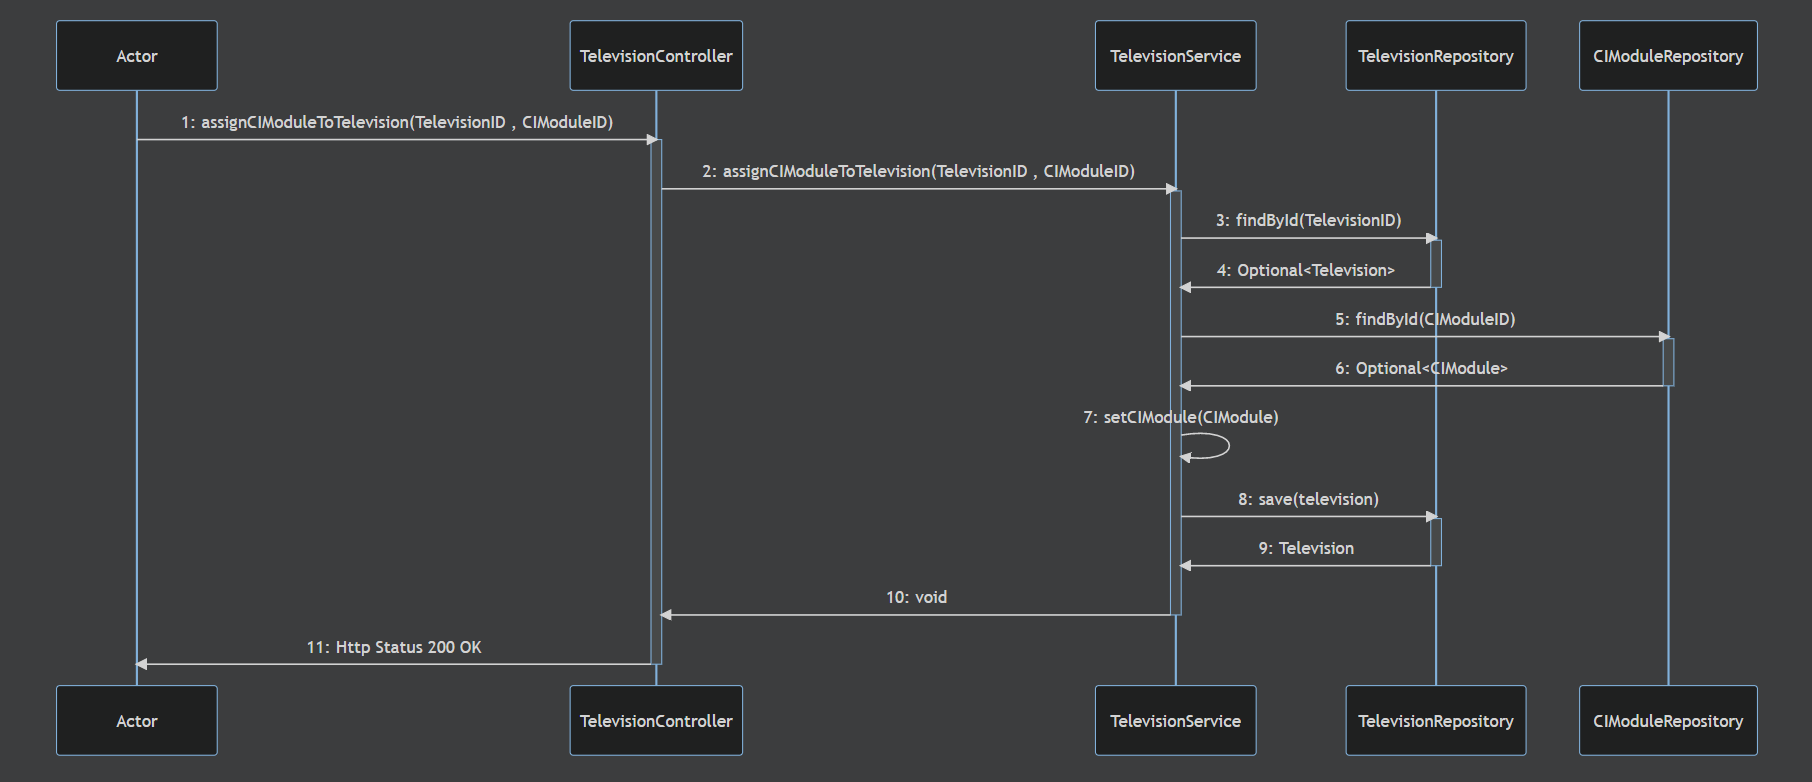 Actor
TelevisionController
TelevisionService
TelevisionRepository
CIModuleRepository
1: assignCIModuleToTelevision(TelevisionID , CIModuleID)
2: assignCIModuleToTelevision(TelevisionID , CIModuleID)
3: findById(TelevisionID)
4: Optional<Television>
5: findById(CIModuleID)
6: Optional<CIModule>
7: setCIModule(CIModule)
8: save(television)
9: Television
10: void
11: Http Status 200 OK
Actor
TelevisionController
TelevisionService
TelevisionRepository
CIModuleRepository